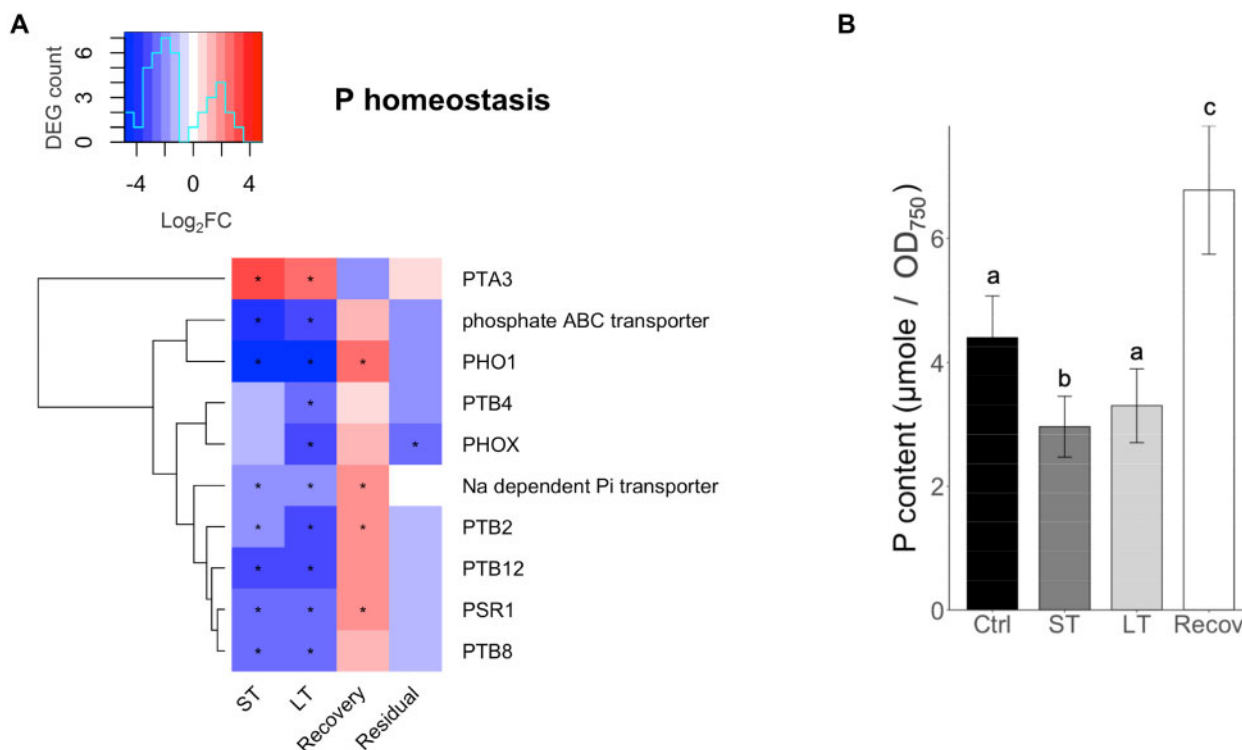 A
6
3
0
DEG count
-4 0 4
Log2FC
P homeostasis
* * PTA3
* * phosphate ABC transporter
* * * PHO1
* PTB4
* * PHOX
* * * Na dependent Pi transporter
* * * PTB2
* * PTB12
* * * PSR1
* * PTB8
ST LT Recovery Residual
B
P content (µmole / OD750)
6
4
2
0
a b a c
Ctrl ST LT Recov